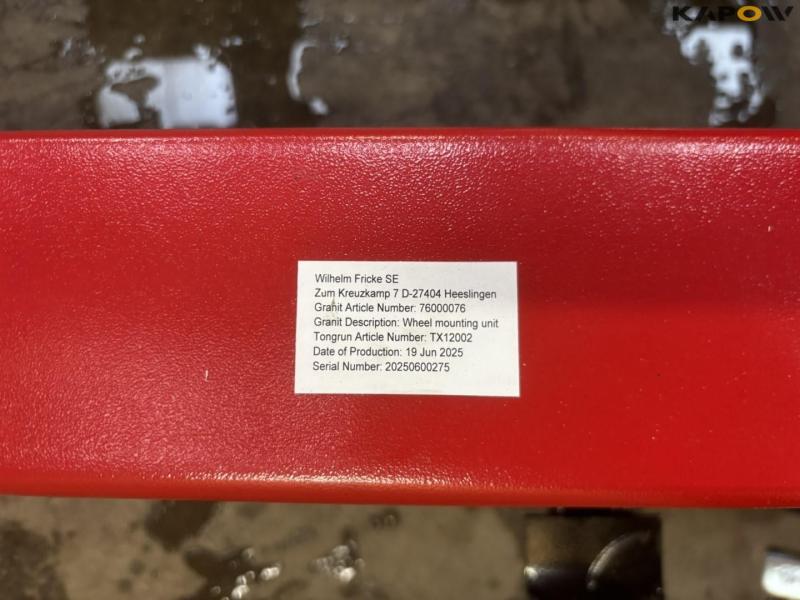 KAPOW
Wilhelm Fricke SE
Zum Kreuzkamp 7 D-27404 Heeslingen
Granit Article Number: 76000076
Granit Description: Wheel mounting unit
Tongrun Article Number: TX12002
Date of Production: 19 Jun 2025
Serial Number: 20250600275